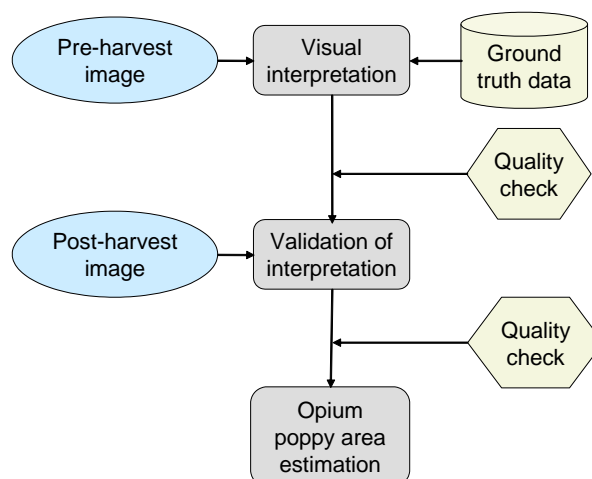 Pre-harvest
image
Visual
interpretation
Ground
truth data
Quality
check
Post-harvest
image
Validation of
interpretation
Quality
check
Opium
poppy area
estimation